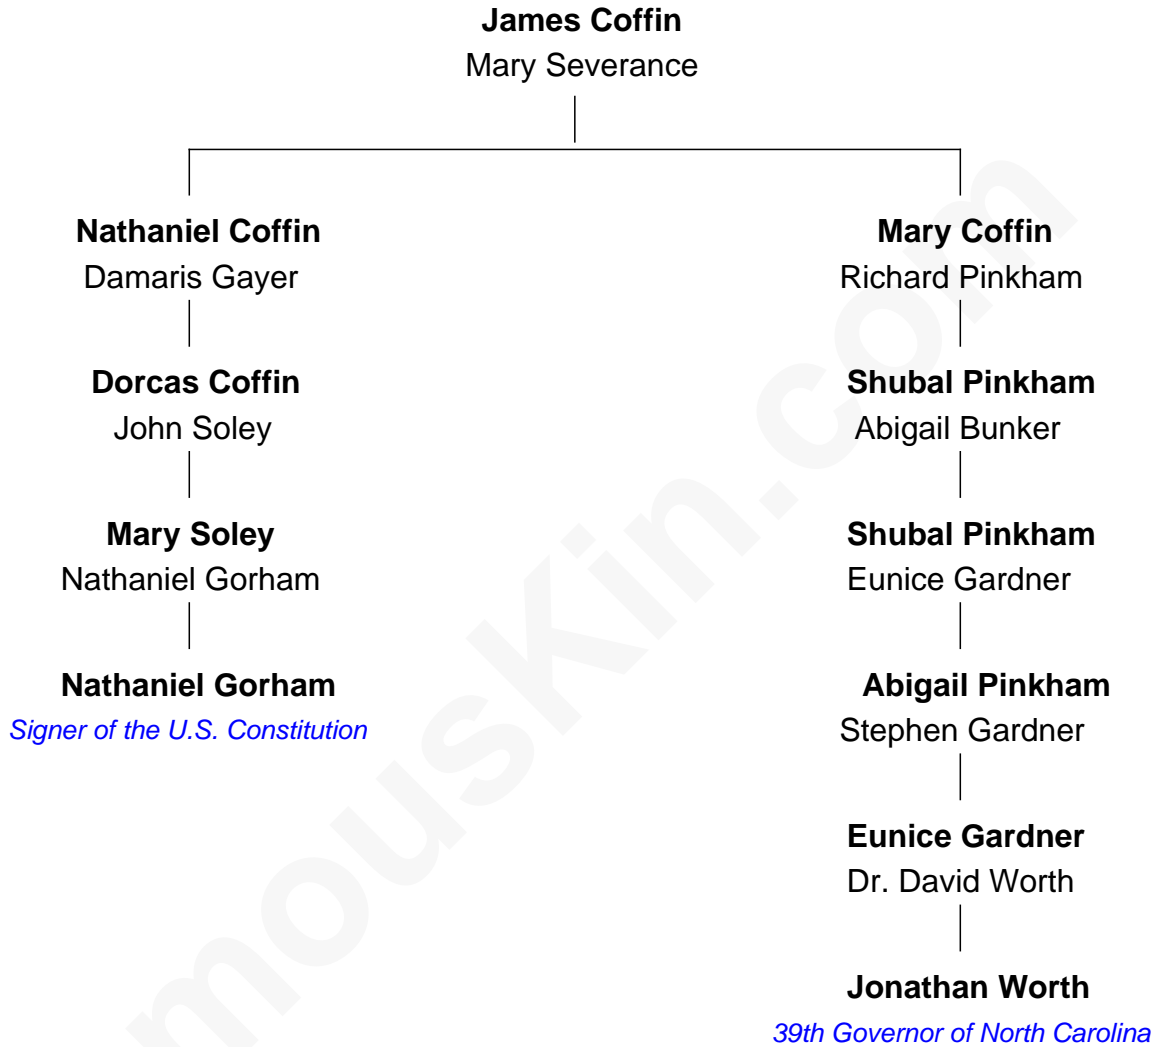 James Coffin
Mary Severance
Nathaniel Coffin
Damaris Gayer
Dorcas Coffin
John Soley
Mary Soley
Nathaniel Gorham
Nathaniel Gorham
Signer of the U.S. Constitution
Mary Coffin
Richard Pinkham
Shubal Pinkham
Abigail Bunker
Shubal Pinkham
Eunice Gardner
Abigail Pinkham
Stephen Gardner
Eunice Gardner
Dr. David Worth
Jonathan Worth
39th Governor of North Carolina
mousKin.com